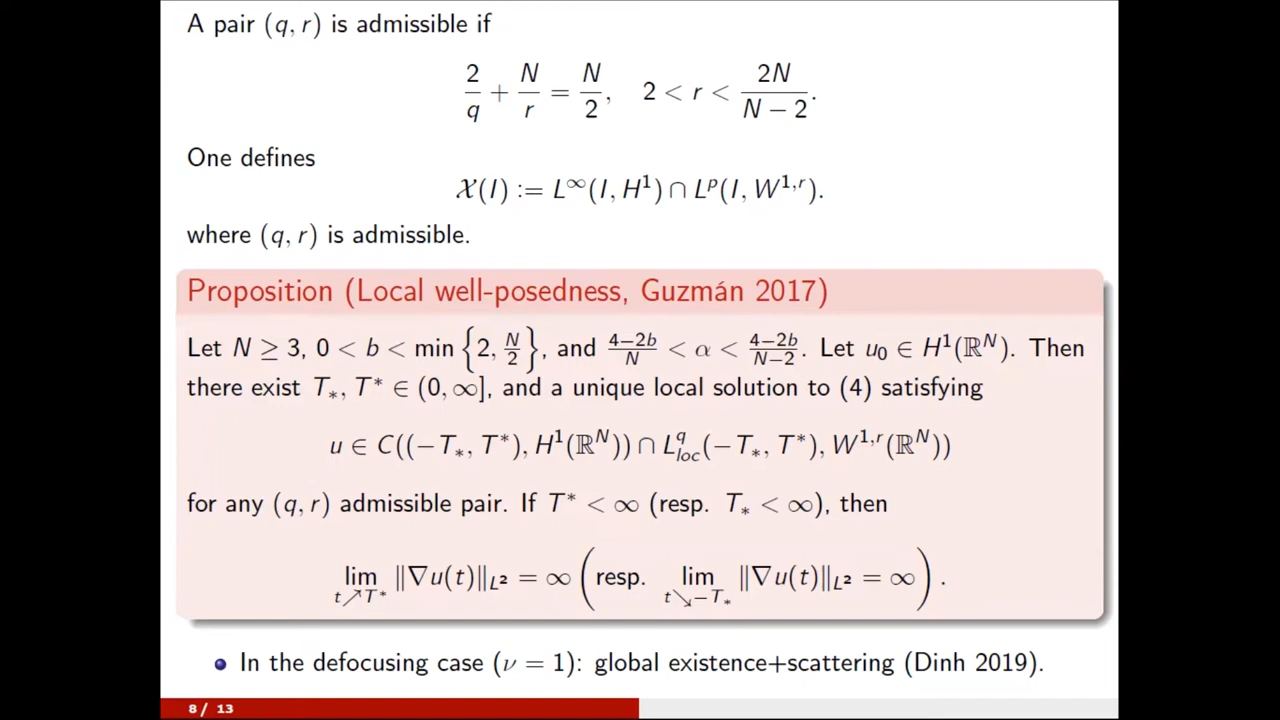 A pair (q, r) is admissible if
2/q + N/r = N/2, 2 < r < 2N/(N − 2).
One defines
𝒳(I) := L^∞(I, H^1) ∩ L^p(I, W^{1,r}).
where (q, r) is admissible.
Proposition (Local well-posedness, Guzmán 2017)
Let N ≥ 3, 0 < b < min {2, N/2}, and (4−2b)/N < α < (4−2b)/(N−2). Let u_0 ∈ H^1(ℝ^N). Then
there exist T_*, T^* ∈ (0, ∞], and a unique local solution to (4) satisfying
u ∈ C((−T_*, T^*), H^1(ℝ^N)) ∩ L^q_{loc}(−T_*, T^*), W^{1,r}(ℝ^N))
for any (q, r) admissible pair. If T^* < ∞ (resp. T_* < ∞), then
lim_{t↗T^*} ‖∇u(t)‖_{L^2} = ∞ (resp. lim_{t↘−T_*} ‖∇u(t)‖_{L^2} = ∞).
• In the defocusing case (ν = 1): global existence+scattering (Dinh 2019).
8 / 13